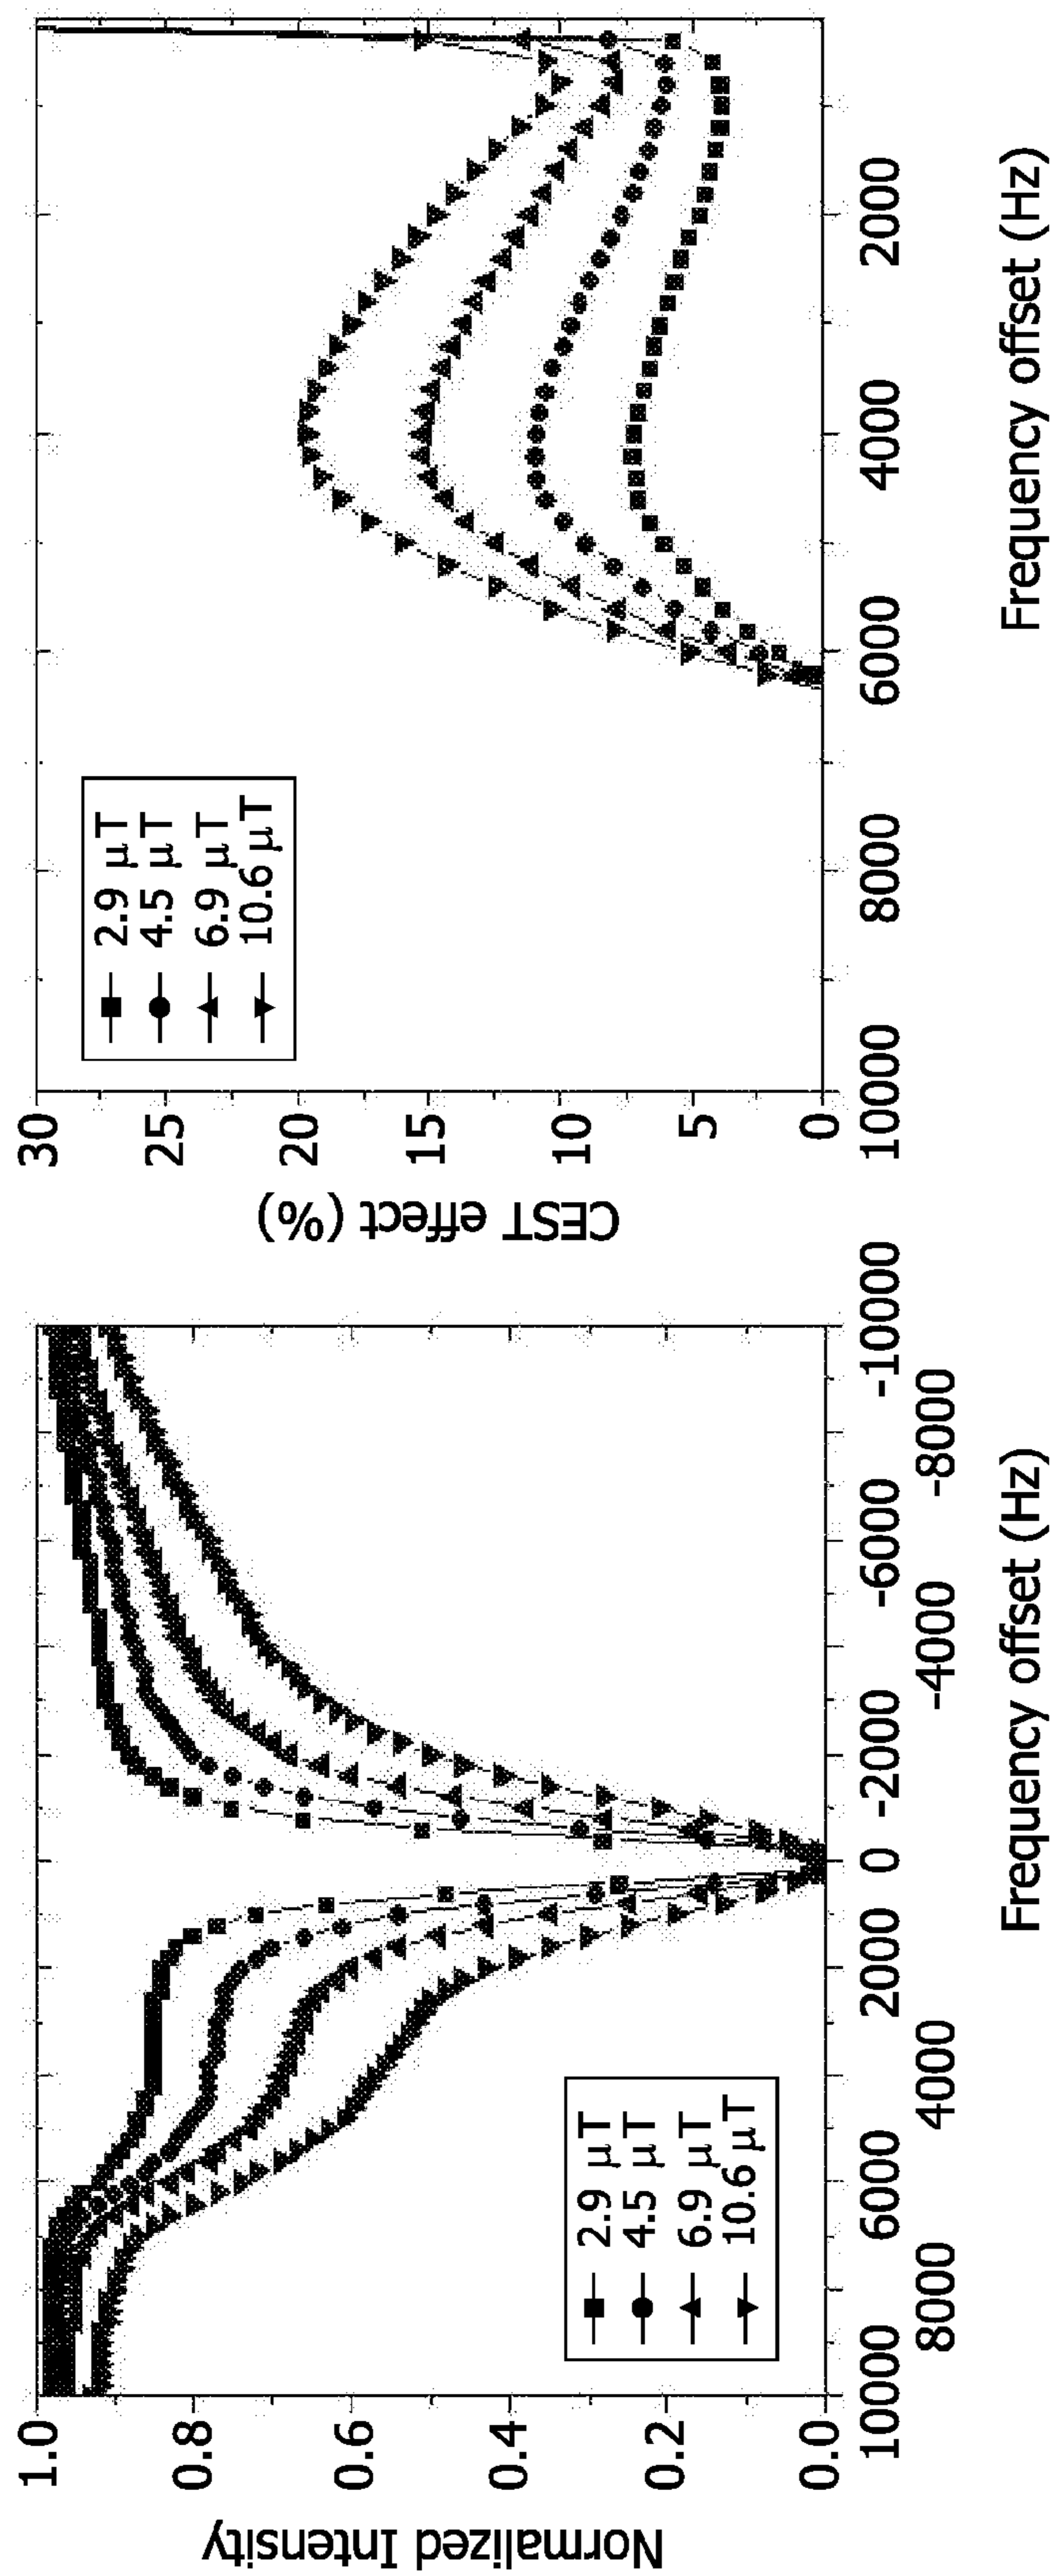 Normalized Intensity
1.0
0.8
0.6
0.4
0.2
0.0
2.9 μT
4.5 μT
6.9 μT
10.6 μT
10000 6000 2000 0 -2000 -6000 -10000
8000 4000 -4000 -8000
Frequency offset (Hz)
CEST effect (%)
30
25
20
15
10
5
0
2.9 μT
4.5 μT
6.9 μT
10.6 μT
10000 8000 6000 4000 2000
Frequency offset (Hz)